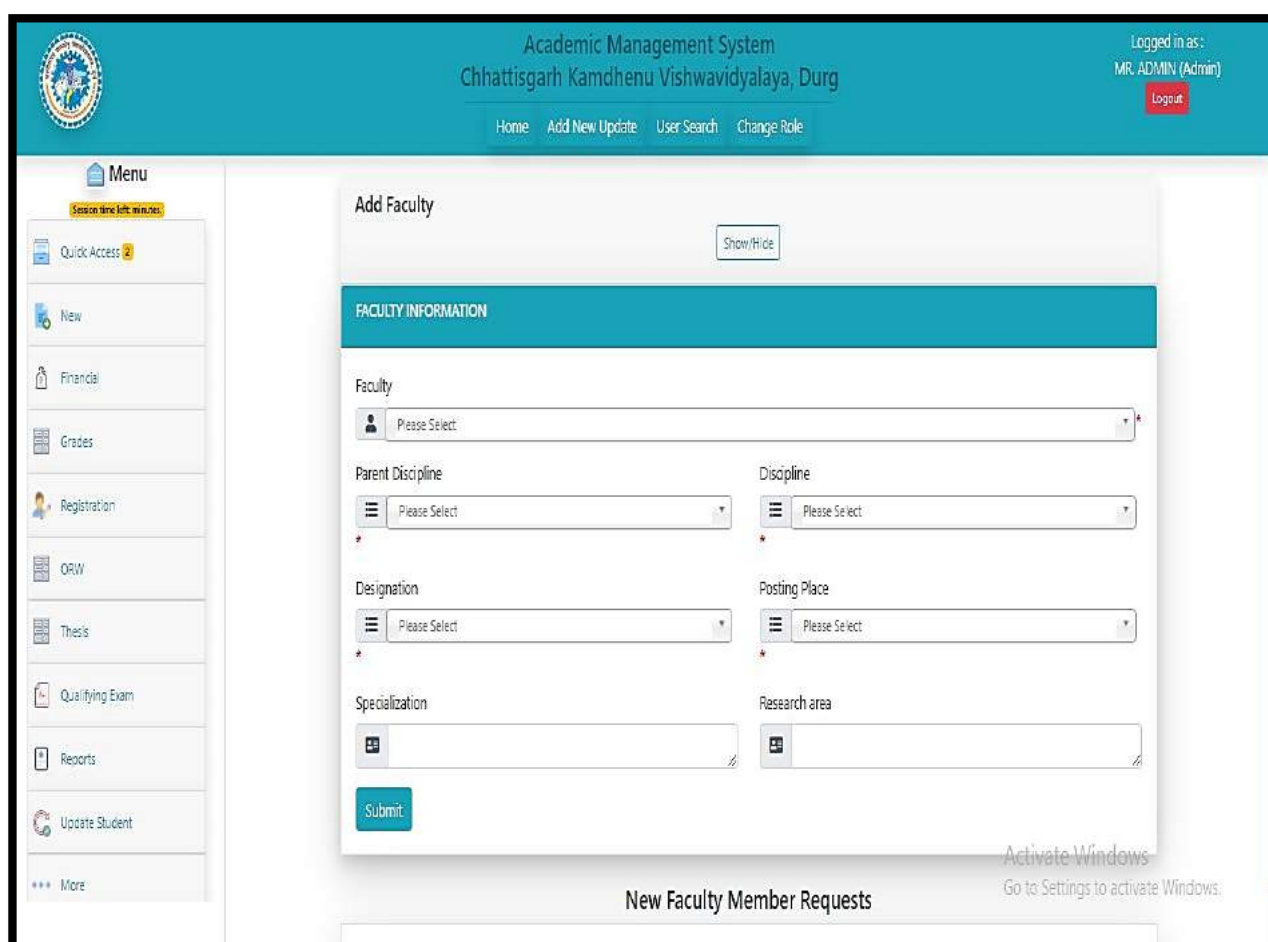 Academic Management System
Chhattisgarh Kamdhenu Vishwavidyalaya, Durg
Home Add New Update User Search Change Role
Logged in as :
MR. ADMIN (Admin)
Logout
Menu
Session time left: minutes.
Quick Access 2
New
Financial
Grades
Registration
ORW
Thesis
Qualifying Exam
Reports
Update Student
More
Add Faculty
Show/Hide
FACULTY INFORMATION
Faculty
Please Select *
Parent Discipline Discipline
Please Select Please Select
* *
Designation Posting Place
Please Select Please Select
* *
Specialization Research area
Submit
Activate Windows
Go to Settings to activate Windows.
New Faculty Member Requests